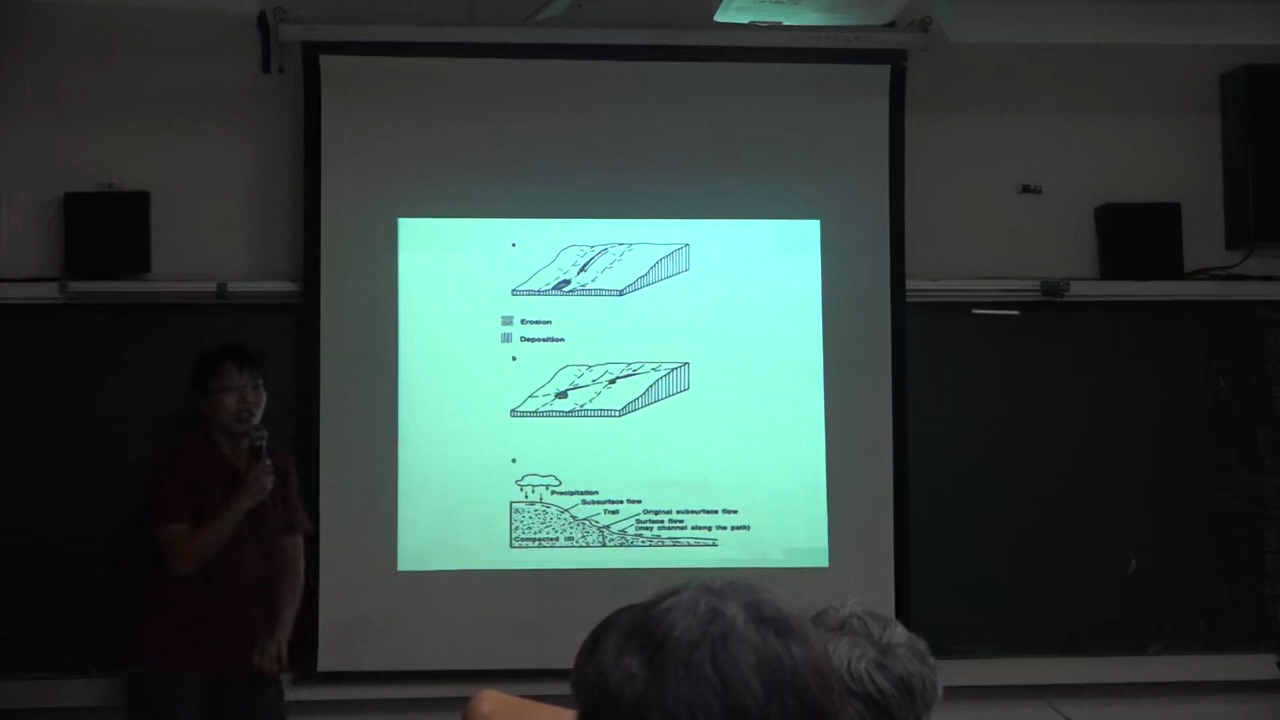 a
Erosion
Deposition
b
c
Precipitation
Subsurface flow
Trail
Original subsurface flow
Surface flow
(may channel along the path)
Compacted till